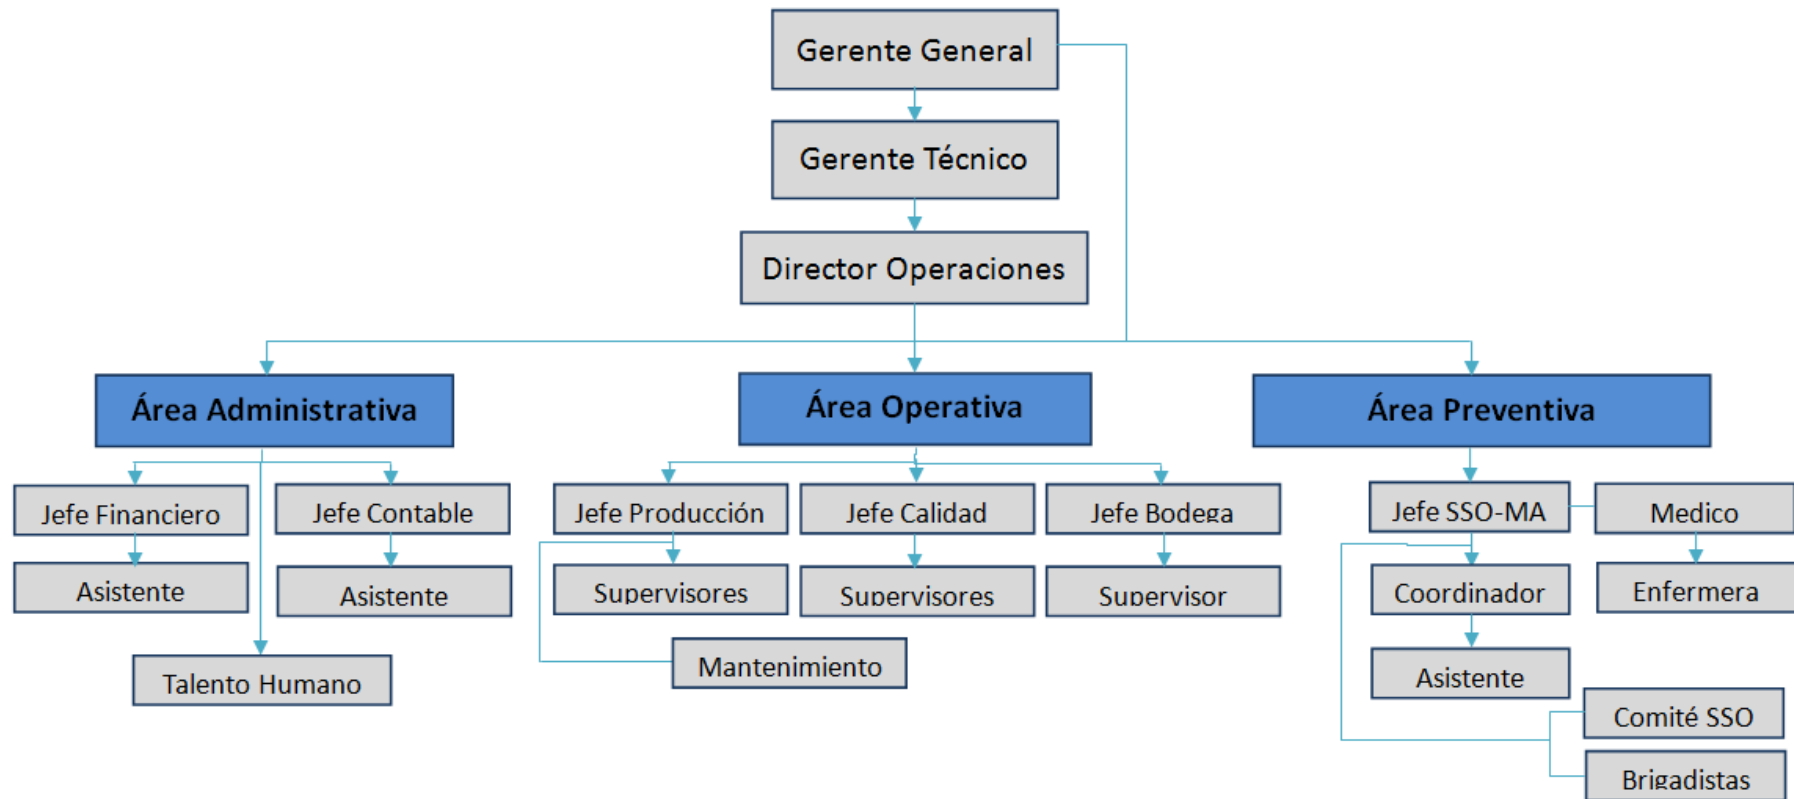 Gerente General
Gerente Técnico
Director Operaciones
Área Administrativa
Área Operativa
Área Preventiva
Jefe Financiero
Jefe Contable
Jefe Producción
Jefe Calidad
Jefe Bodega
Jefe SSO-MA
Medico
Asistente
Asistente
Supervisores
Supervisores
Supervisor
Coordinador
Enfermera
Talento Humano
Mantenimiento
Asistente
Comité SSO
Brigadistas